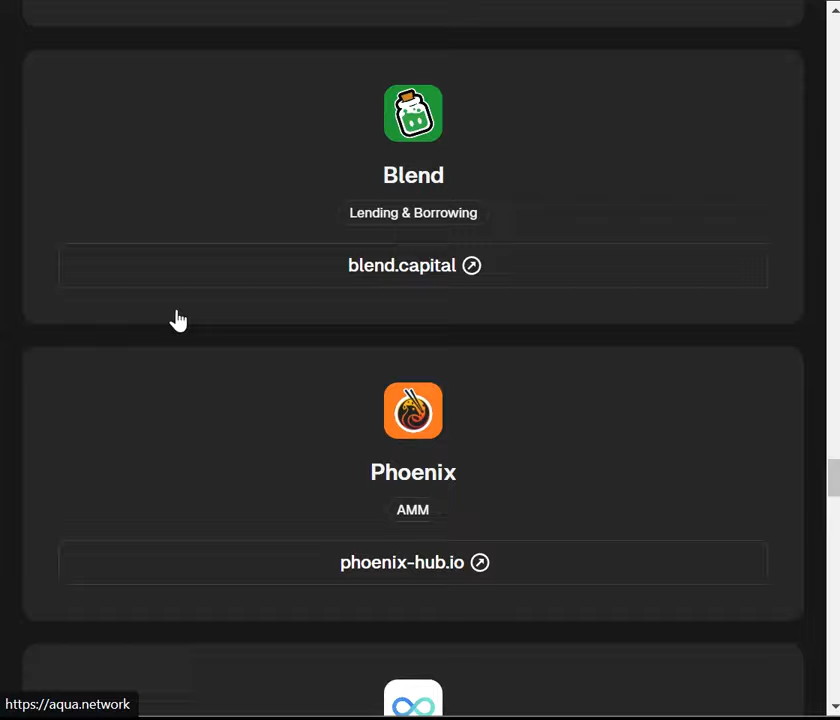 Blend
Lending & Borrowing
blend.capital
Phoenix
AMM
phoenix-hub.io
https://aqua.network